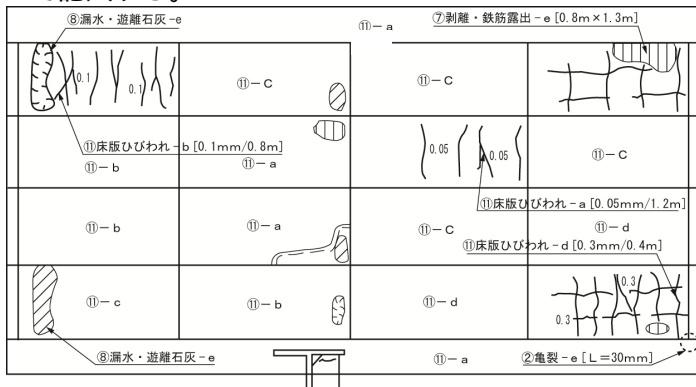 ⑧漏水・遊離石灰-e
⑪-a
⑦剥離・鉄筋露出-e [0.8m×1.3m]
0.1
0.1
⑪-C
⑪床版ひびわれ-b [0.1mm/0.8m]
⑪-b
⑪-a
0.05
0.05
⑪-C
⑪床版ひびわれ-a [0.05mm/1.2m]
⑪-b
⑪-a
⑪-C
⑪-d
⑪床版ひびわれ-d [0.3mm/0.4m]
⑪-c
⑪-b
⑪-d
0.3
0.3
⑧漏水・遊離石灰-e
⑪-a
②亀裂-e [L=30mm]